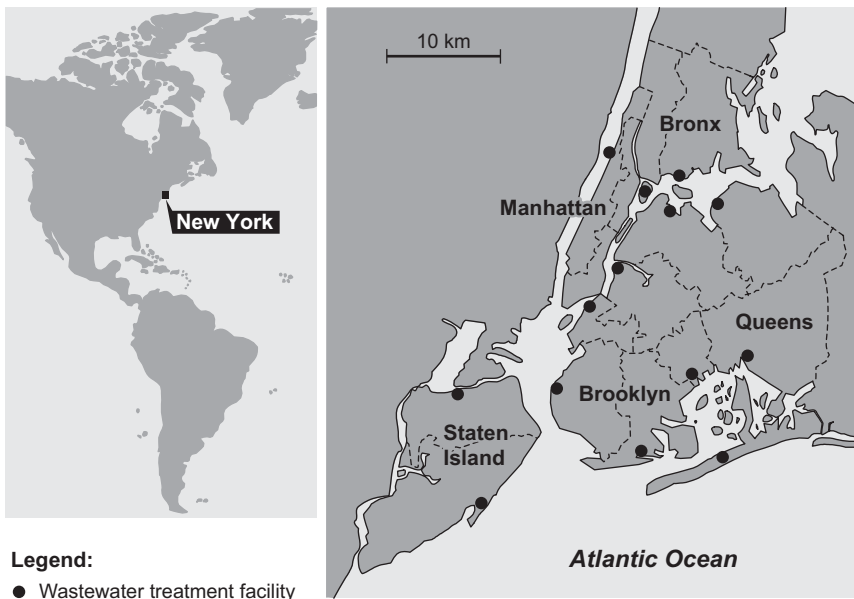 New York
Legend:
Wastewater treatment facility
10 km
Bronx
Manhattan
Queens
Brooklyn
Staten
Island
Atlantic Ocean